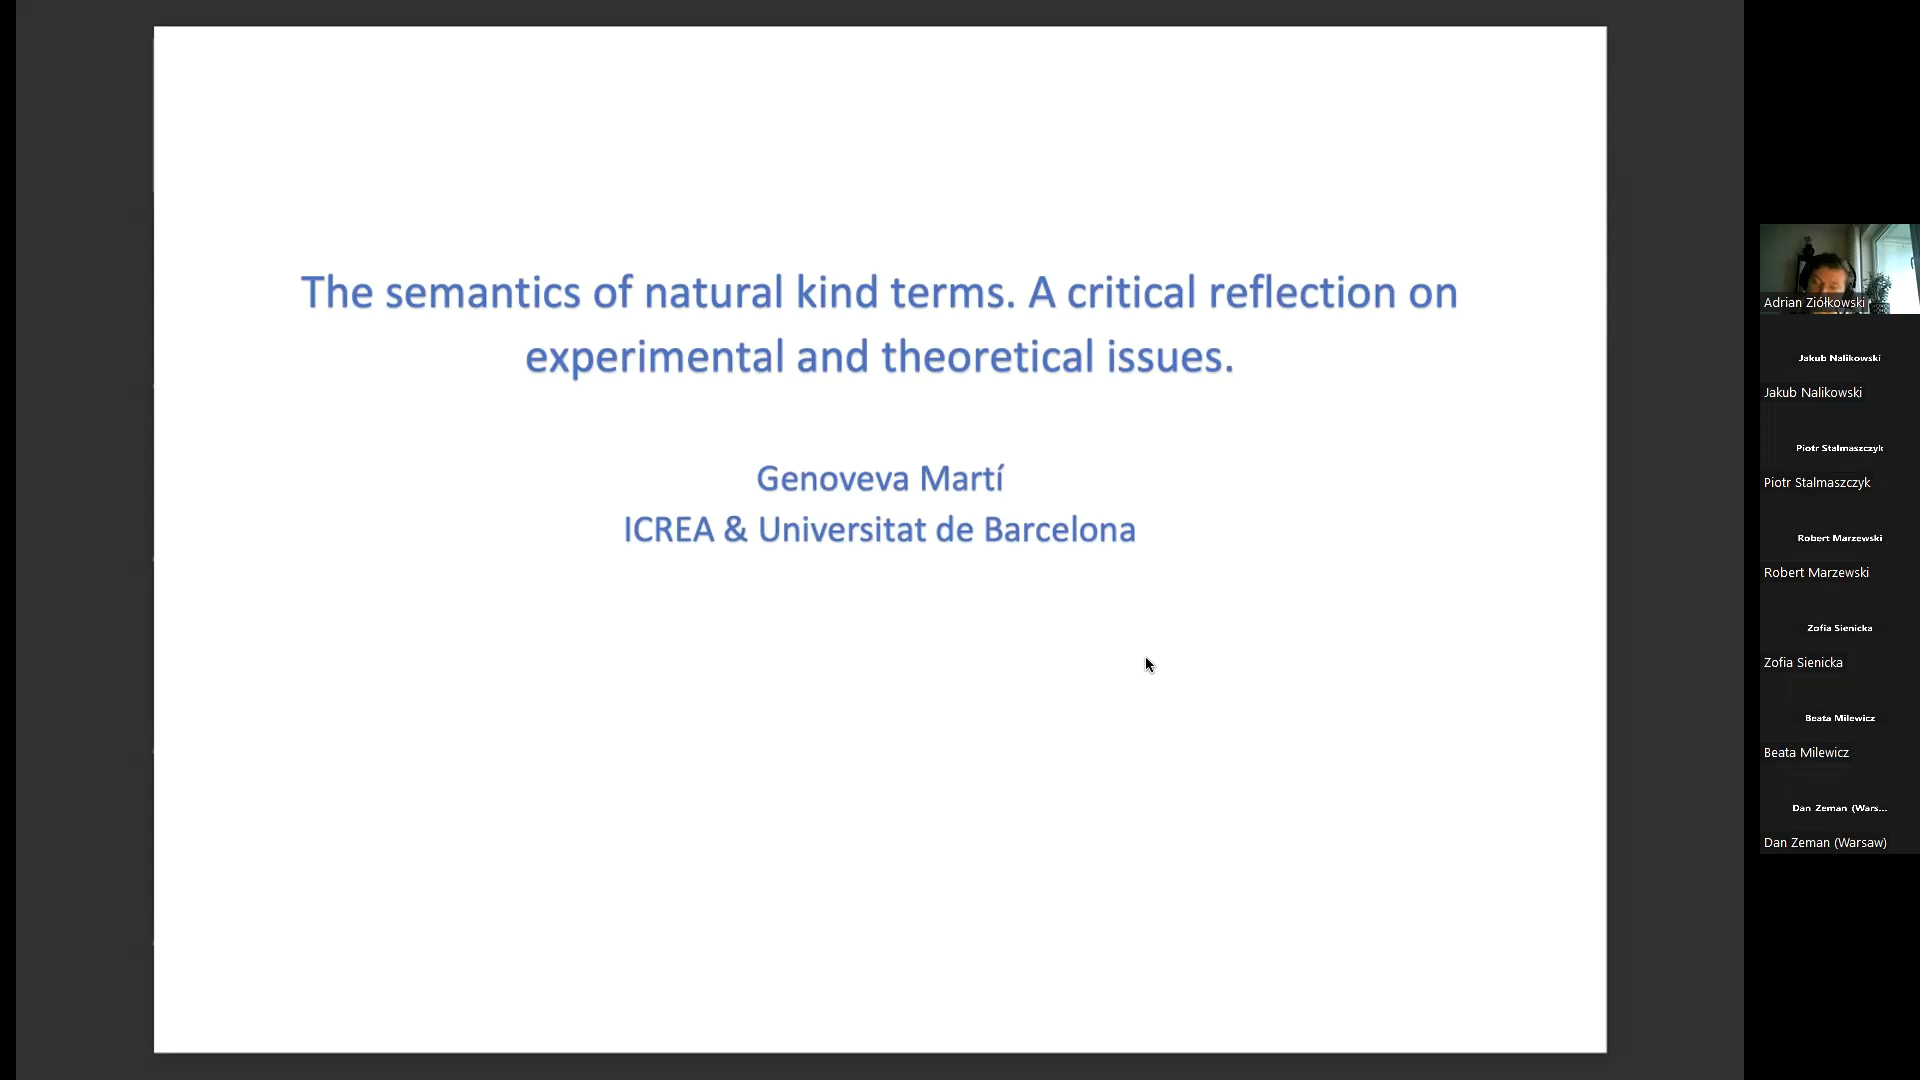 The semantics of natural kind terms. A critical reflection on
experimental and theoretical issues.
Genoveva Martí
ICREA & Universitat de Barcelona
Adrian Ziółkowski
Jakub Nalikowski
Jakub Nalikowski
Piotr Stalmaszczyk
Piotr Stalmaszczyk
Robert Marzewski
Robert Marzewski
Zofia Sienicka
Zofia Sienicka
Beata Milewicz
Beata Milewicz
Dan Zeman (Wars...
Dan Zeman (Warsaw)